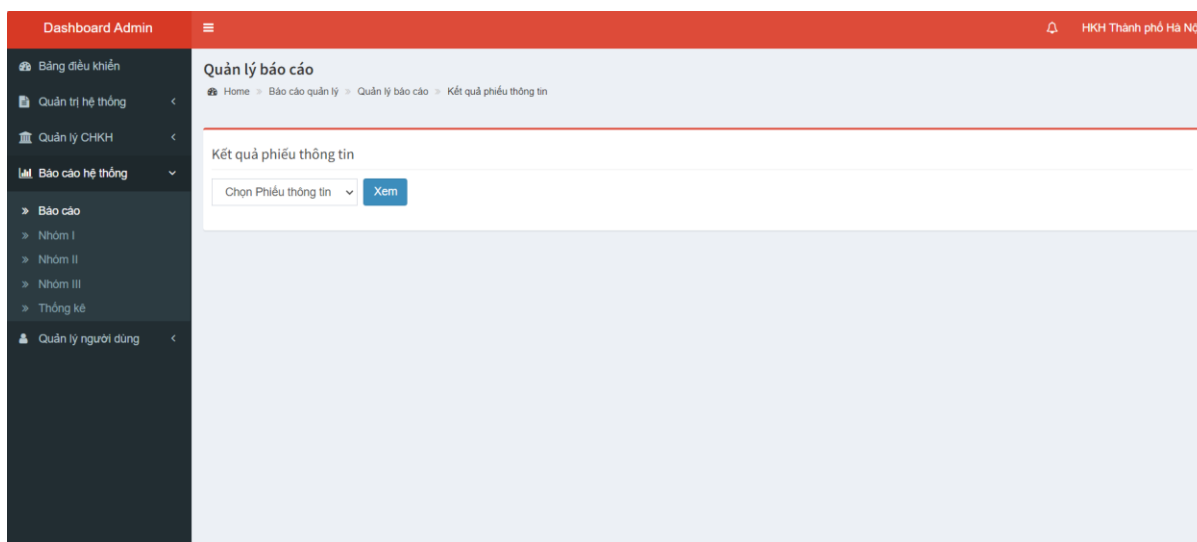 Dashboard Admin
HKH Thành phố Hà Nộ
Bảng điều khiển
Quản trị hệ thống
Quản lý CHKH
Báo cáo hệ thống
Báo cáo
Nhóm I
Nhóm II
Nhóm III
Thống kê
Quản lý người dùng
Quản lý báo cáo
Home » Báo cáo quản lý » Quản lý báo cáo » Kết quả phiếu thông tin
Kết quả phiếu thông tin
Chọn Phiếu thông tin Xem